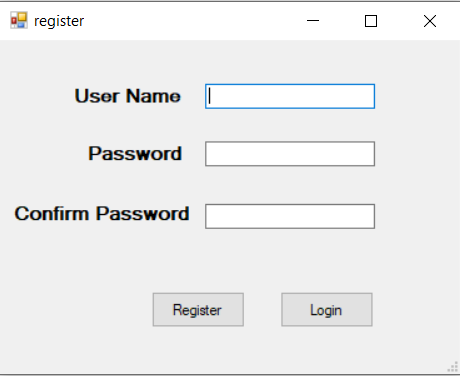 register
User Name
Password
Confirm Password
Register Login